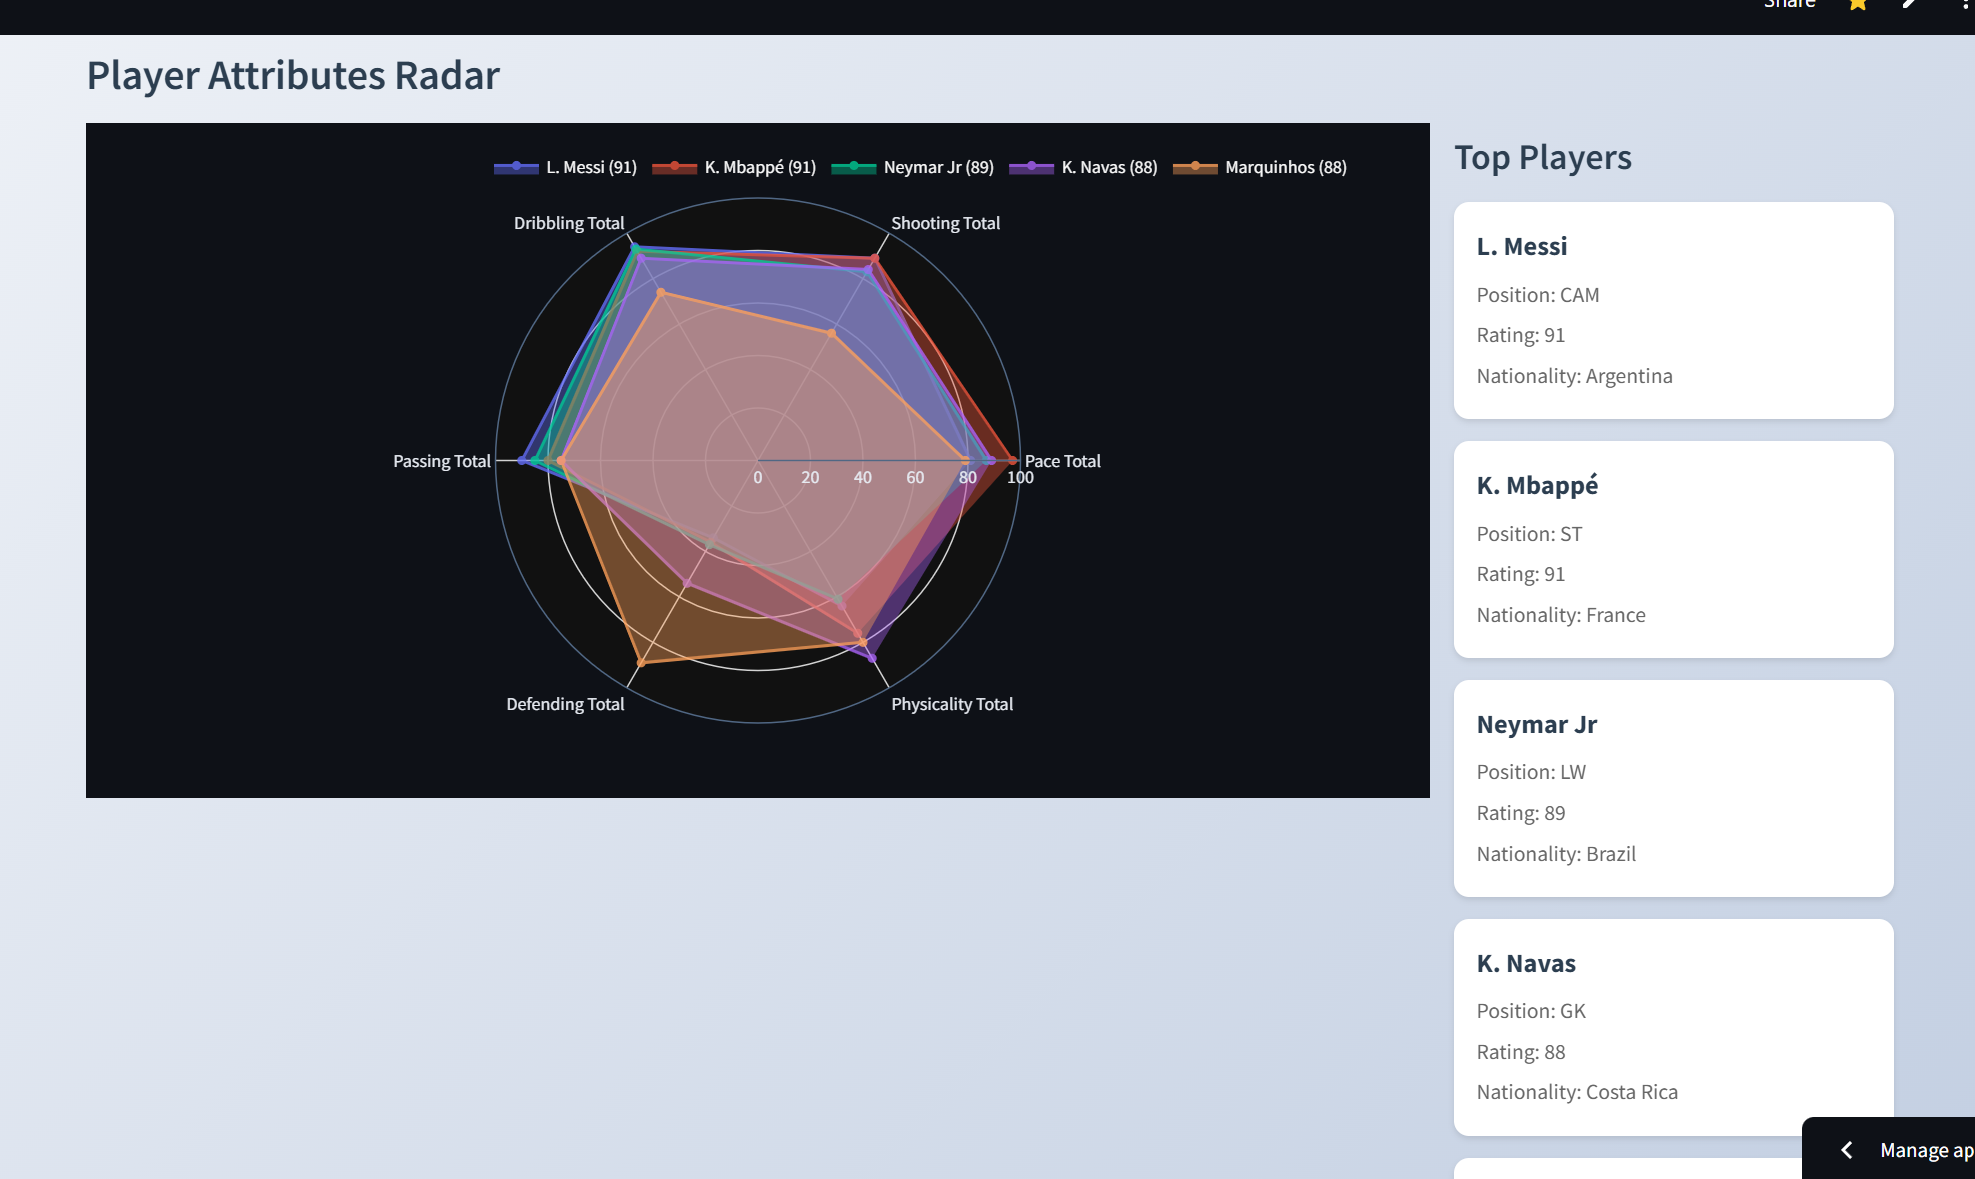 Share
Player Attributes Radar
L. Messi (91) K. Mbappé (91) Neymar Jr (89) K. Navas (88) Marquinhos (88)
Dribbling Total
Shooting Total
Passing Total
Pace Total
0 20 40 60 80 100
Defending Total
Physicality Total
Top Players
L. Messi
Position: CAM
Rating: 91
Nationality: Argentina
K. Mbappé
Position: ST
Rating: 91
Nationality: France
Neymar Jr
Position: LW
Rating: 89
Nationality: Brazil
K. Navas
Position: GK
Rating: 88
Nationality: Costa Rica
Manage ap